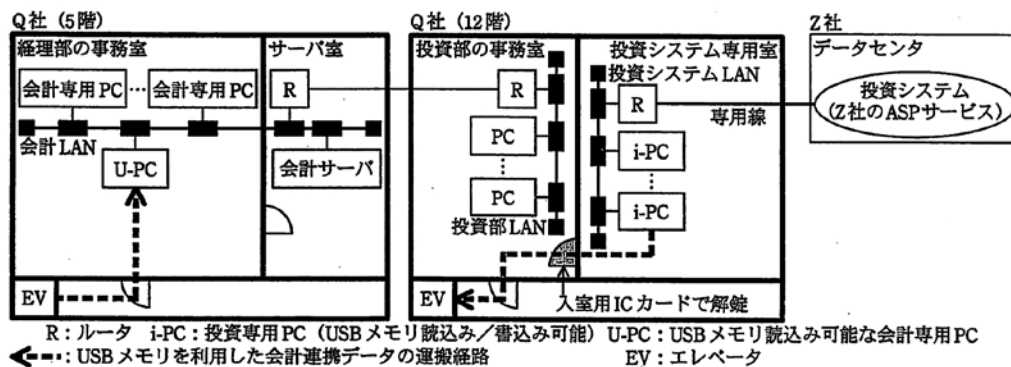 Q社（5階）
経理部の事務室
サーバ室
会計専用PC
…
会計専用PC
R
会計LAN
U-PC
会計サーバ
EV
Q社（12階）
投資部の事務室
投資システム専用室
投資システムLAN
R
R
専用線
PC
i-PC
PC
i-PC
投資部LAN
EV
入室用ICカードで解錠
Z社
データセンタ
投資システム
（Z社のASPサービス）
R：ルータ　i-PC：投資専用PC（USBメモリ読込み／書込み可能）U-PC：USBメモリ読込み可能な会計専用PC
：USBメモリを利用した会計連携データの運搬経路　EV：エレベータ